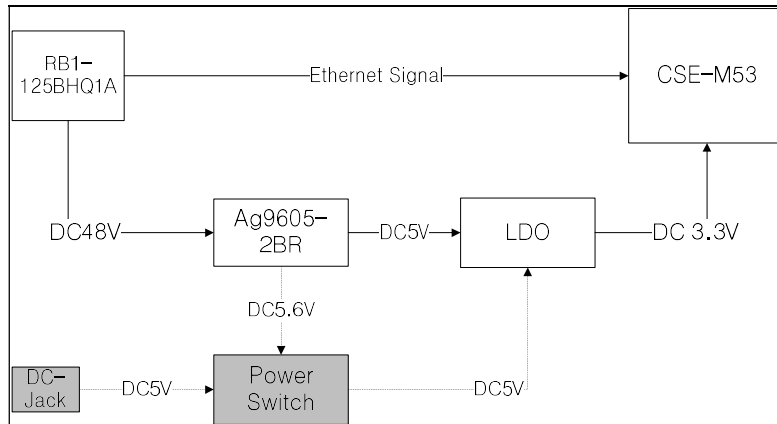 RB1-
125BHQ1A
Ethernet Signal
CSE-M53
DC48V
Ag9605-
2BR
DC5V
LDO
DC 3.3V
DC5.6V
DC-
Jack
DC5V
Power
Switch
DC5V